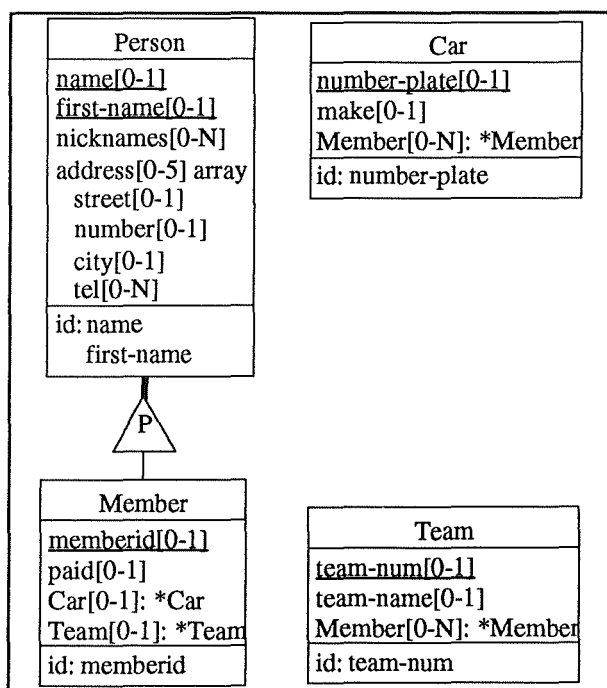 Person
name[0-1]
first-name[0-1]
nicknames[0-N]
address[0-5] array
street[0-1]
number[0-1]
city[0-1]
tel[0-N]
id: name
first-name
Car
number-plate[0-1]
make[0-1]
Member[0-N]: *Member
id: number-plate
P
Member
memberid[0-1]
paid[0-1]
Car[0-1]: *Car
Team[0-1]: *Team
id: memberid
Team
team-num[0-1]
team-name[0-1]
Member[0-N]: *Member
id: team-num